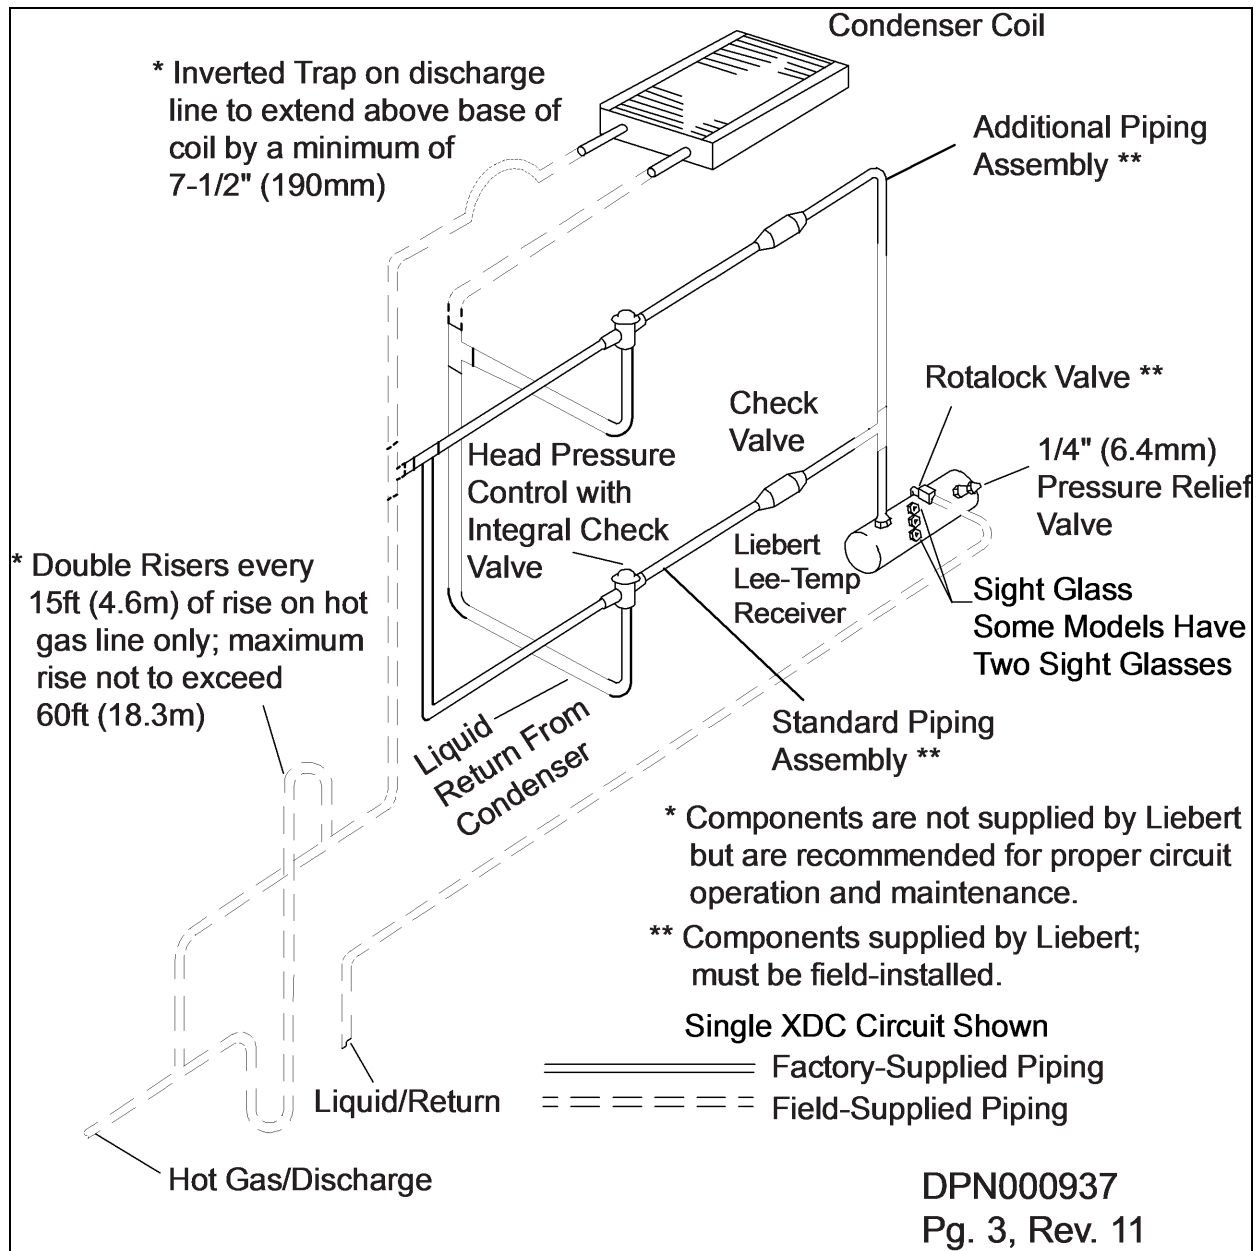 Condenser Coil
* Inverted Trap on discharge
line to extend above base of
coil by a minimum of
7-1/2" (190mm)
Additional Piping
Assembly **
Rotalock Valve **
Check
Valve
1/4" (6.4mm)
Pressure Relief
Valve
Head Pressure
Control with
Integral Check
Valve
Liebert
Lee-Temp
Receiver
* Double Risers every
15ft (4.6m) of rise on hot
gas line only; maximum
rise not to exceed
60ft (18.3m)
Sight Glass
Some Models Have
Two Sight Glasses
Liquid
Return From
Condenser
Standard Piping
Assembly **
* Components are not supplied by Liebert
but are recommended for proper circuit
operation and maintenance.
** Components supplied by Liebert;
must be field-installed.
Single XDC Circuit Shown
Factory-Supplied Piping
Field-Supplied Piping
Liquid/Return
Hot Gas/Discharge
DPN000937
Pg. 3, Rev. 11